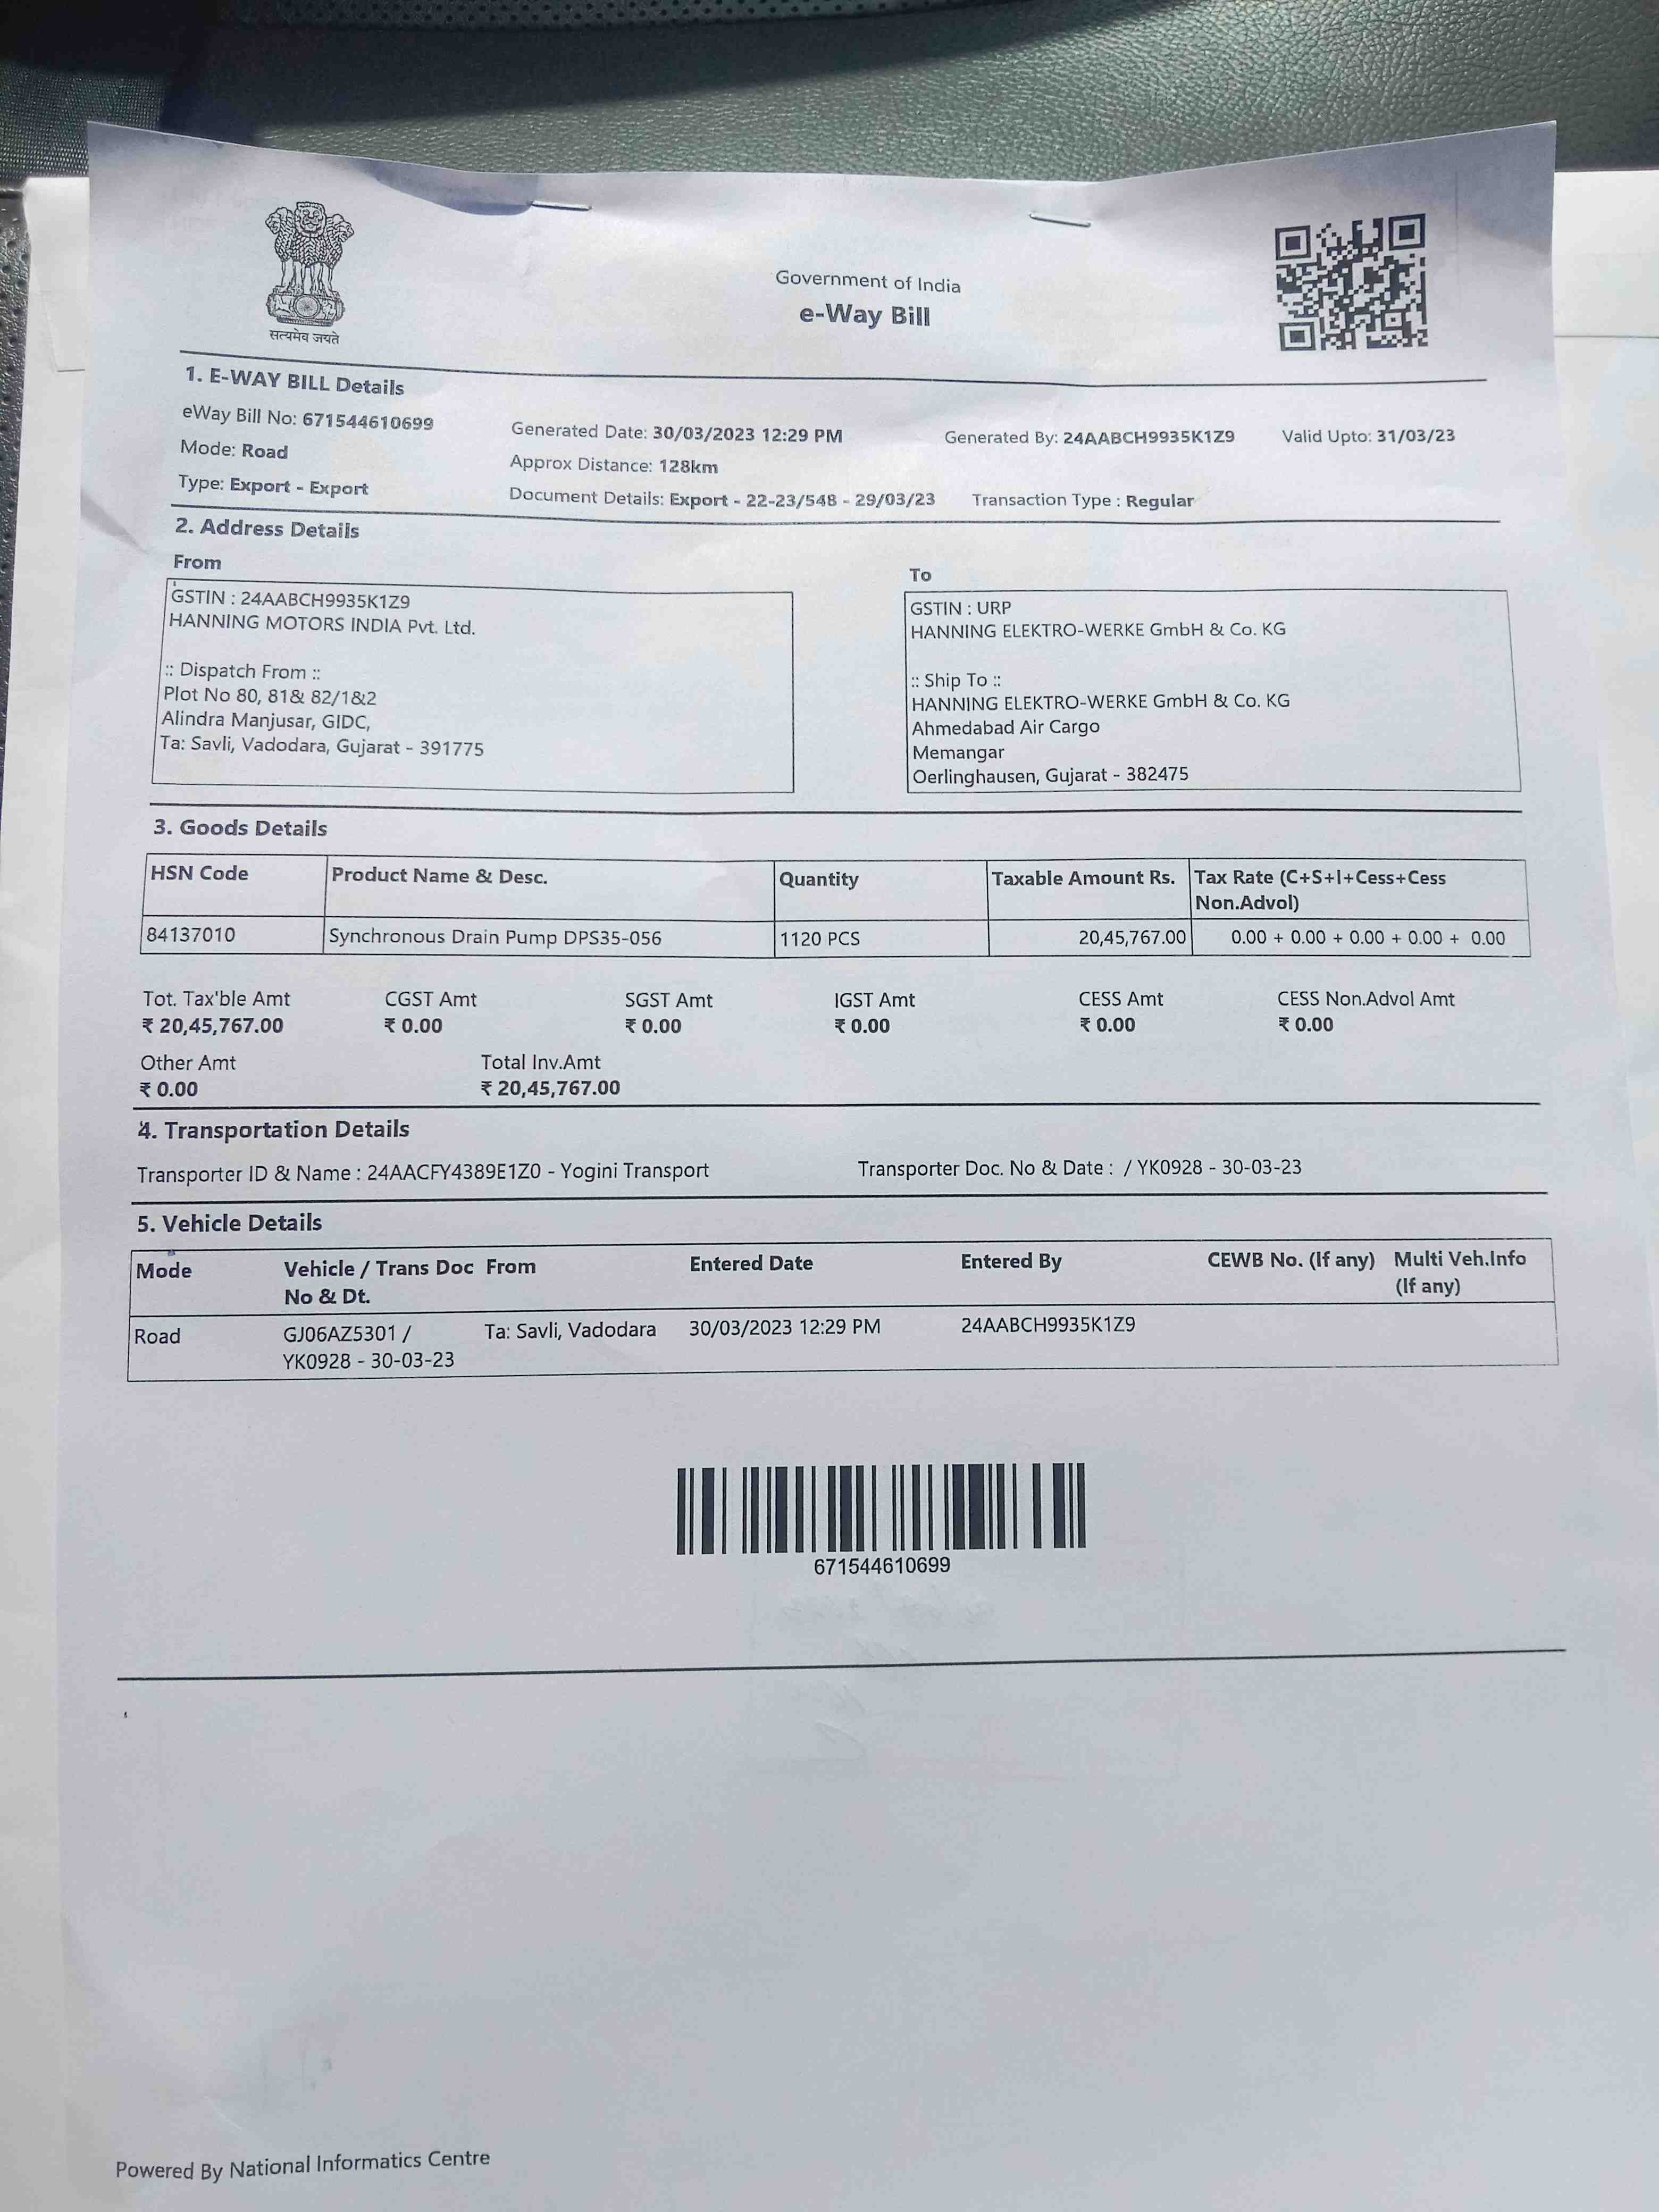 सत्यमेव जयते
Government of India
e-Way Bill
1. E-WAY BILL Details
eWay Bill No: 671544610699
Generated Date: 30/03/2023 12:29 PM
Generated By: 24AABCH9935K1Z9
Valid Upto: 31/03/23
Mode: Road
Approx Distance: 128km
Type: Export - Export
Document Details: Export - 22-23/548 - 29/03/23
Transaction Type : Regular
2. Address Details
From
GSTIN : 24AABCH9935K1Z9
HANNING MOTORS INDIA Pvt. Ltd.
:: Dispatch From ::
Plot No 80, 81& 82/1&2
Alindra Manjusar, GIDC,
Ta: Savli, Vadodara, Gujarat - 391775
To
GSTIN : URP
HANNING ELEKTRO-WERKE GmbH & Co. KG
:: Ship To ::
HANNING ELEKTRO-WERKE GmbH & Co. KG
Ahmedabad Air Cargo
Memangar
Oerlinghausen, Gujarat - 382475
3. Goods Details
HSN Code Product Name & Desc. Quantity Taxable Amount Rs. Tax Rate (C+S+I+Cess+Cess
Non.Advol)
84137010 Synchronous Drain Pump DPS35-056 1120 PCS 20,45,767.00 0.00 + 0.00 + 0.00 + 0.00 + 0.00
Tot. Tax'ble Amt CGST Amt SGST Amt IGST Amt CESS Amt CESS Non.Advol Amt
₹ 20,45,767.00 ₹ 0.00 ₹ 0.00 ₹ 0.00 ₹ 0.00 ₹ 0.00
Other Amt Total Inv.Amt
₹ 0.00 ₹ 20,45,767.00
4. Transportation Details
Transporter ID & Name : 24AACFY4389E1Z0 - Yogini Transport
Transporter Doc. No & Date : / YK0928 - 30-03-23
5. Vehicle Details
Mode Vehicle / Trans Doc From Entered Date Entered By CEWB No. (If any) Multi Veh.Info
No & Dt. (If any)
Road GJ06AZ5301 / Ta: Savli, Vadodara 30/03/2023 12:29 PM 24AABCH9935K1Z9
YK0928 - 30-03-23
671544610699
Powered By National Informatics Centre